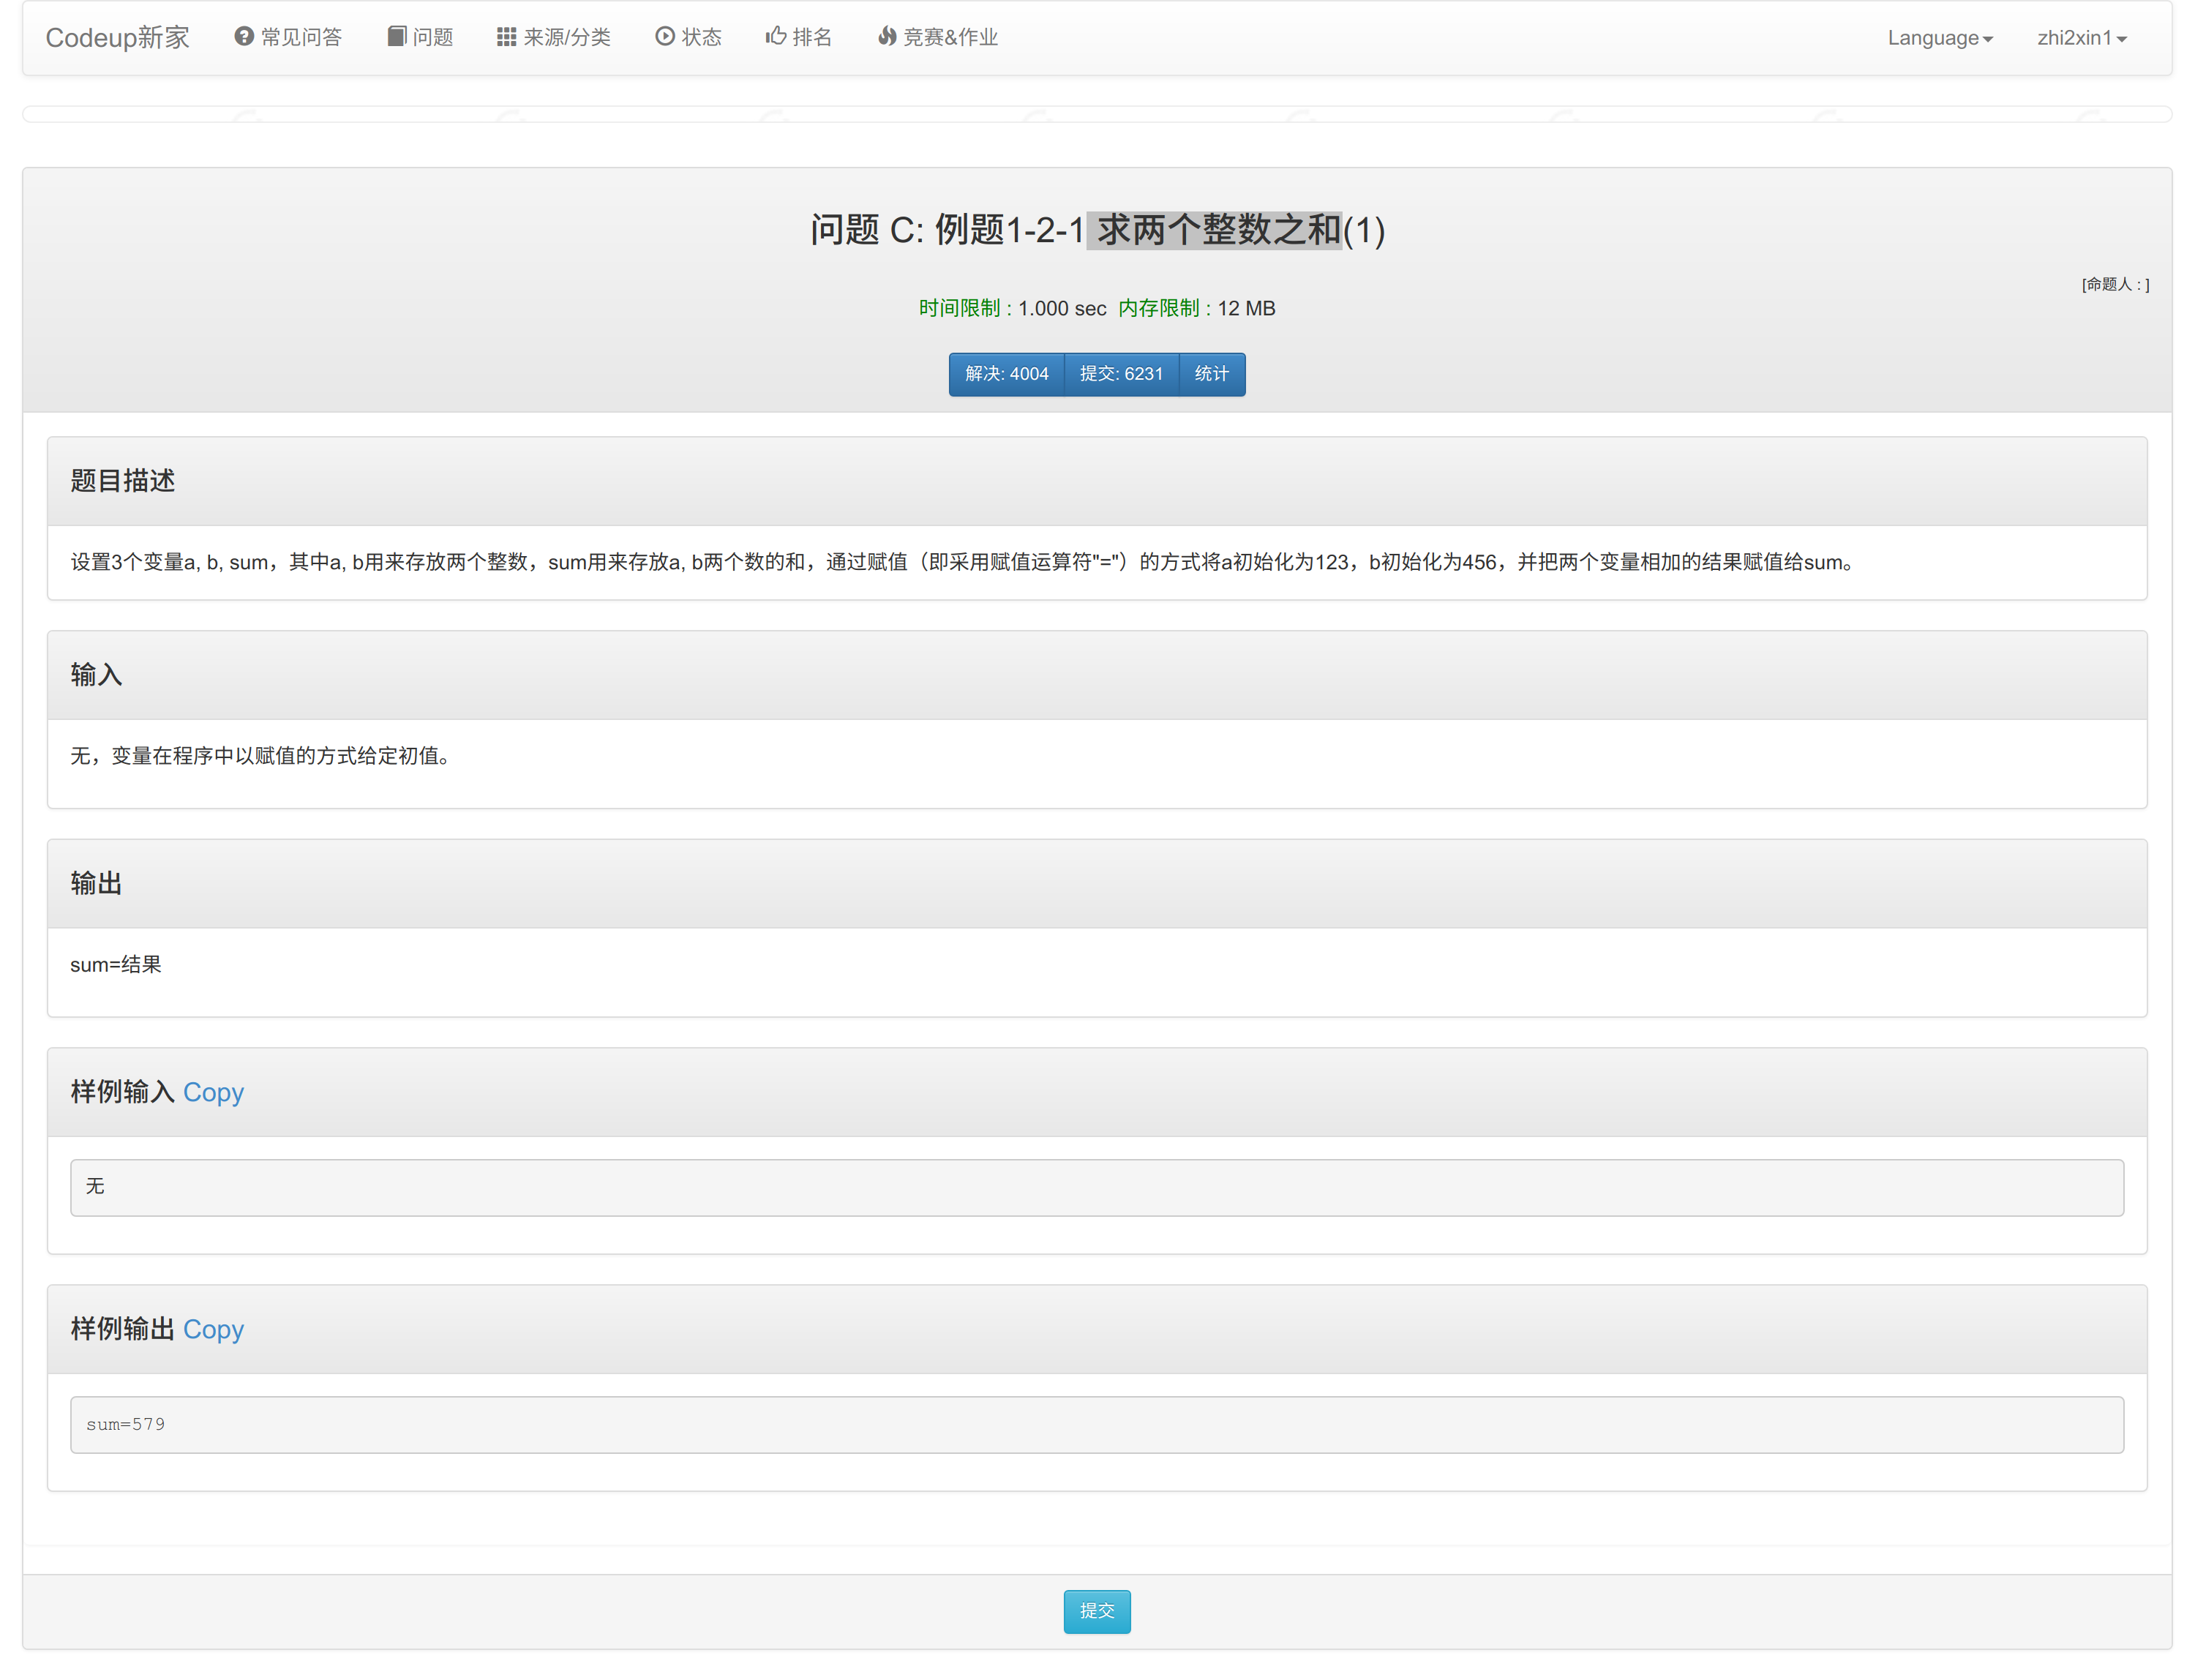 Codeup新家 常见问答 问题 来源/分类 状态 排名 竞赛&作业 Language zhi2xin1
问题 C: 例题1-2-1 求两个整数之和(1)
[命题人 : ]
时间限制 : 1.000 sec 内存限制 : 12 MB
解决: 4004 提交: 6231 统计
题目描述
设置3个变量a, b, sum，其中a, b用来存放两个整数，sum用来存放a, b两个数的和，通过赋值（即采用赋值运算符"="）的方式将a初始化为123，b初始化为456，并把两个变量相加的结果赋值给sum。
输入
无，变量在程序中以赋值的方式给定初值。
输出
sum=结果
样例输入 Copy
无
样例输出 Copy
sum=579
提交